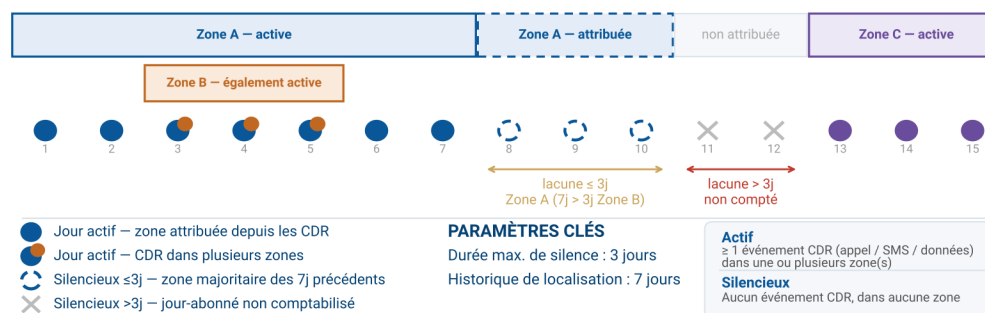 Zone A — active
Zone A — attribuée
non attribuée
Zone C — active
Zone B — également active
1 2 3 4 5 6 7 8 9 10 11 12 13 14 15
lacune ≤ 3j
Zone A (7j > 3j Zone B)
lacune > 3j
non compté
Jour actif — zone attribuée depuis les CDR
Jour actif — CDR dans plusieurs zones
Silencieux ≤3j — zone majoritaire des 7j précédents
Silencieux >3j — jour-abonné non comptabilisé
PARAMÈTRES CLÉS
Durée max. de silence : 3 jours
Historique de localisation : 7 jours
Actif
≥ 1 événement CDR (appel / SMS / données)
dans une ou plusieurs zone(s)
Silencieux
Aucun événement CDR, dans aucune zone